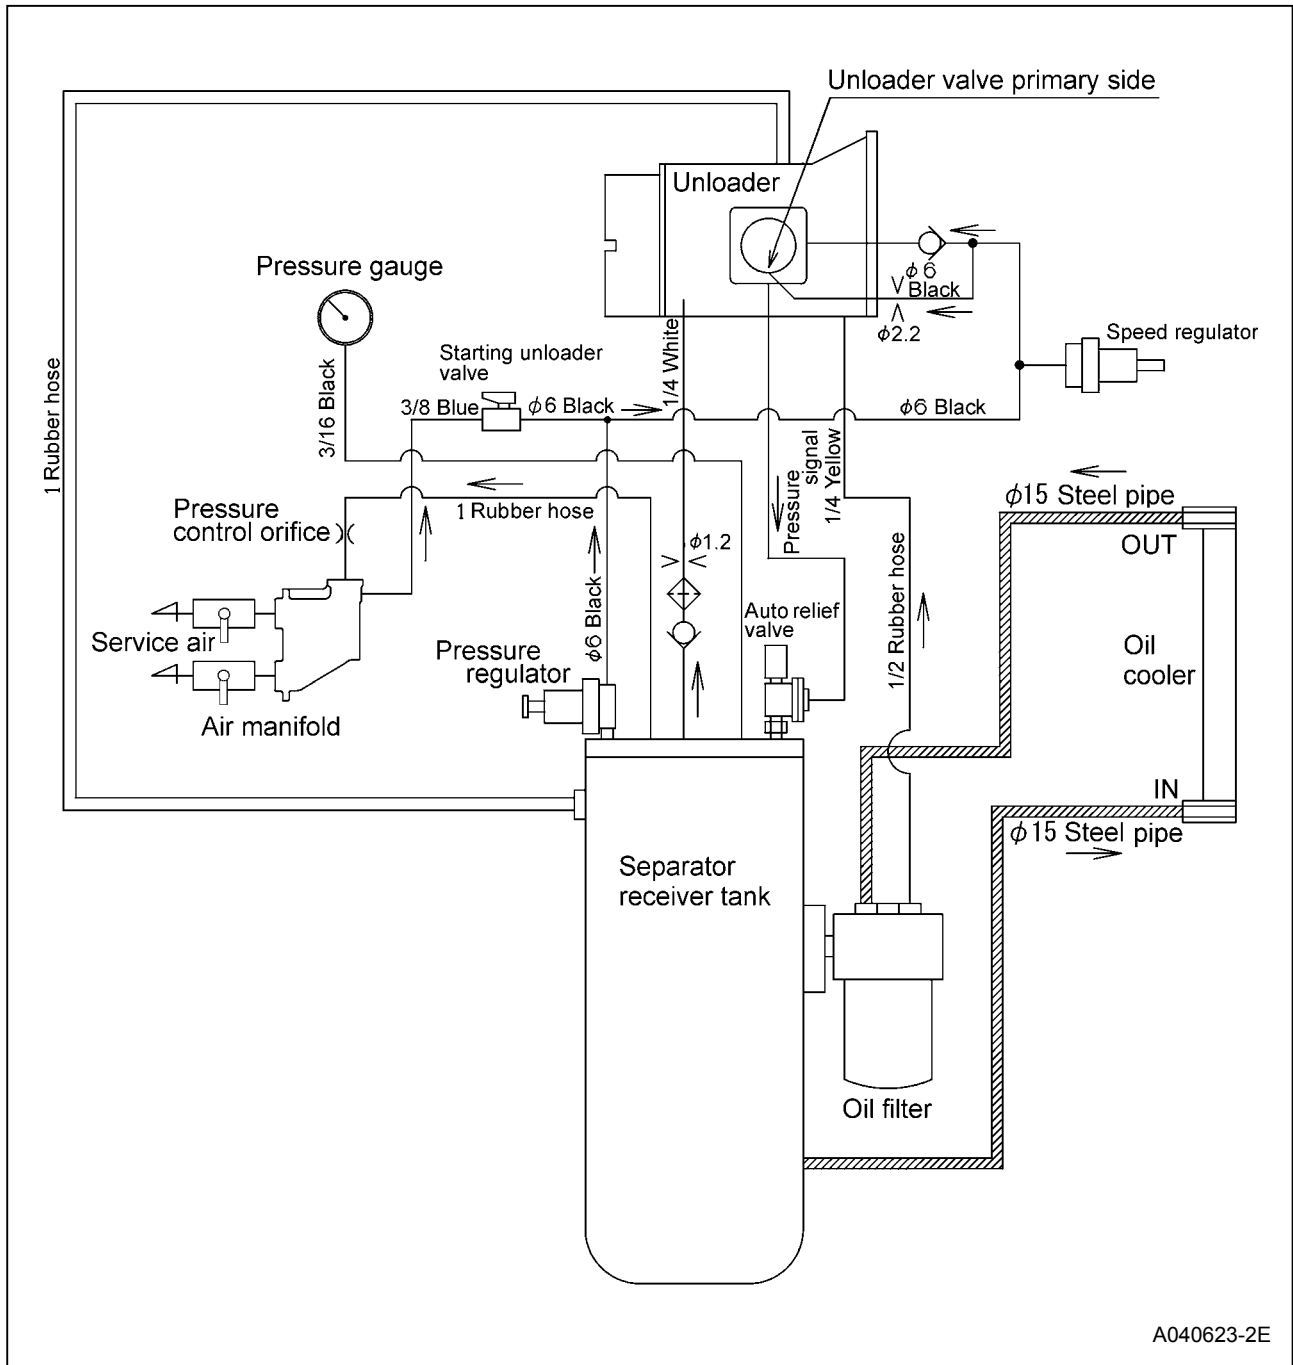 Unloader valve primary side
Unloader
Pressure gauge
φ6
Black
φ2.2
Speed regulator
Starting unloader
valve
1/4 White
3/16 Black
3/8 Blue
φ6 Black
φ6 Black
1 Rubber hose
Pressure
signal
1/4 Yellow
φ15 Steel pipe
OUT
Pressure
control orifice
1 Rubber hose
φ1.2
φ6 Black
1/2 Rubber hose
Auto relief
valve
Service air
Pressure
regulator
Oil
cooler
Air manifold
IN
φ15 Steel pipe
Separator
receiver tank
Oil filter
A040623-2E